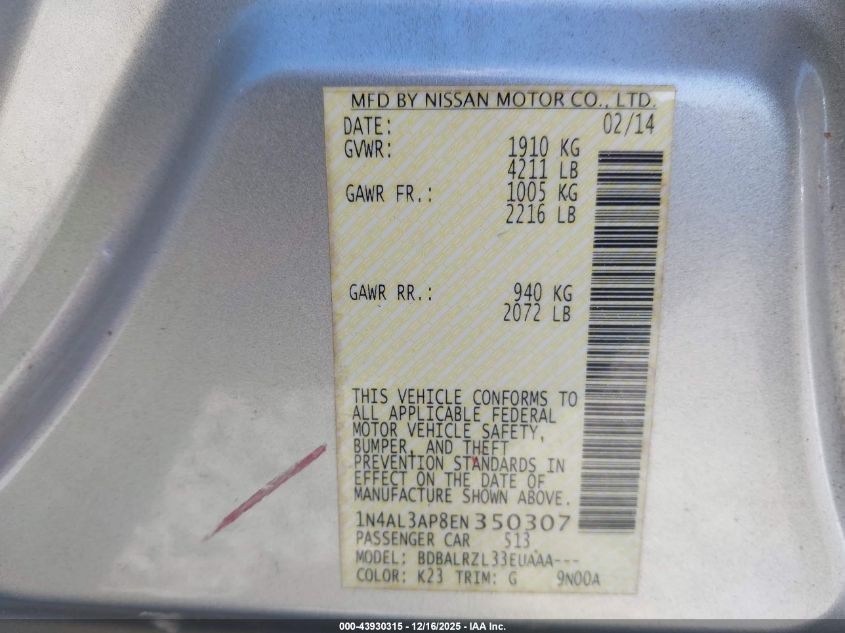 MFD BY NISSAN MOTOR CO., LTD.
DATE: 02/14
GVWR: 1910 KG
4211 LB
GAWR FR.: 1005 KG
2216 LB
GAWR RR.: 940 KG
2072 LB
THIS VEHICLE CONFORMS TO
ALL APPLICABLE FEDERAL
MOTOR VEHICLE SAFETY,
BUMPER, AND THEFT
PREVENTION STANDARDS IN
EFFECT ON THE DATE OF
MANUFACTURE SHOWN ABOVE.
1N4AL3AP8EN350307
PASSENGER CAR 513
MODEL: BDBALRZL33EUAAA---
COLOR: K23 TRIM: G 9N00A
000-43930315 - 12/16/2025 - IAA Inc.